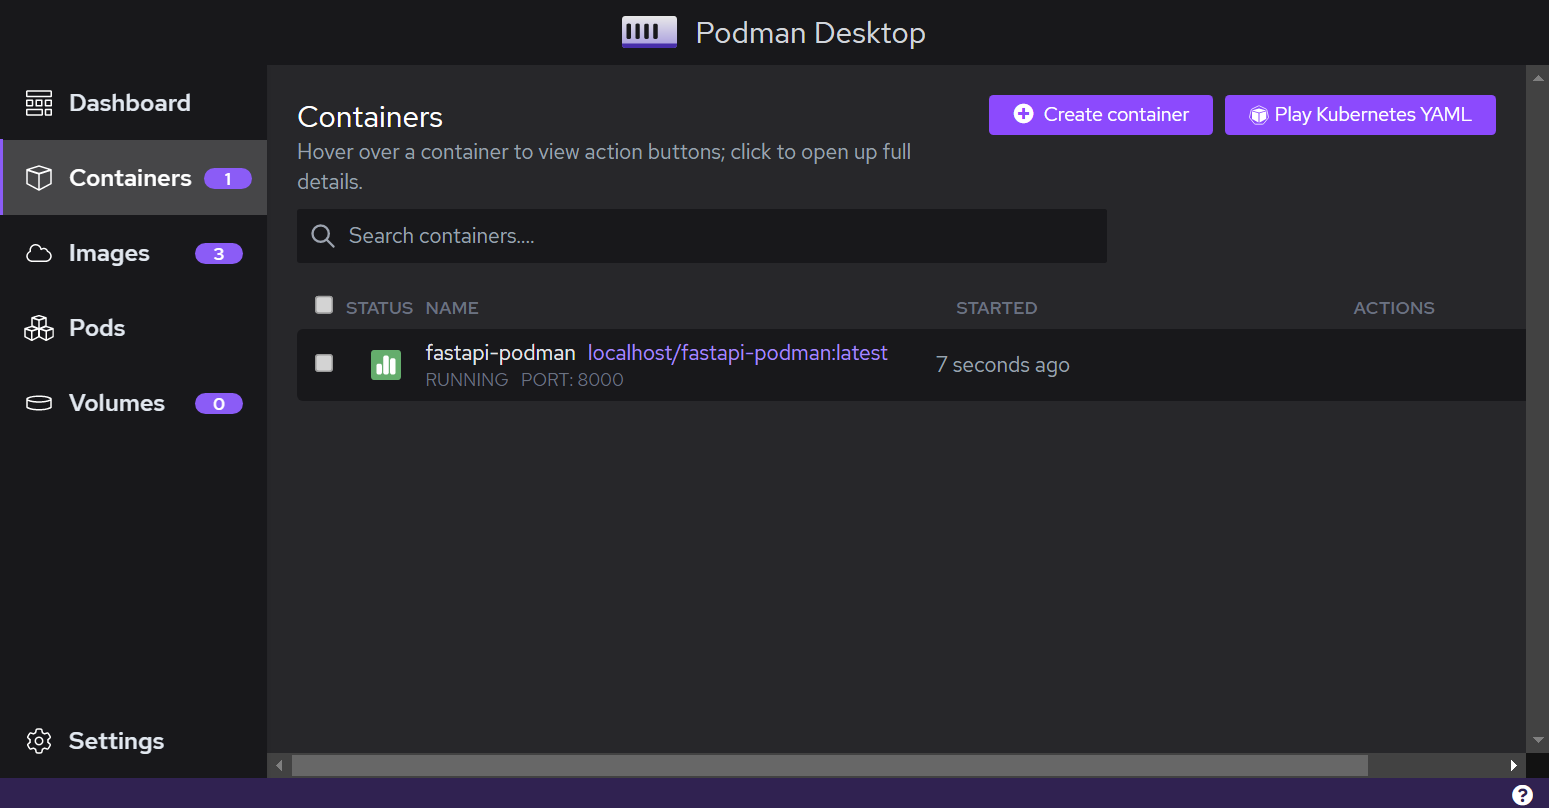 Podman Desktop
Dashboard
Containers 1
Images 3
Pods
Volumes 0
Settings
Containers
Create container
Play Kubernetes YAML
Hover over a container to view action buttons; click to open up full
details.
Search containers....
STATUS NAME STARTED ACTIONS
fastapi-podman localhost/fastapi-podman:latest
RUNNING PORT: 8000
7 seconds ago
?